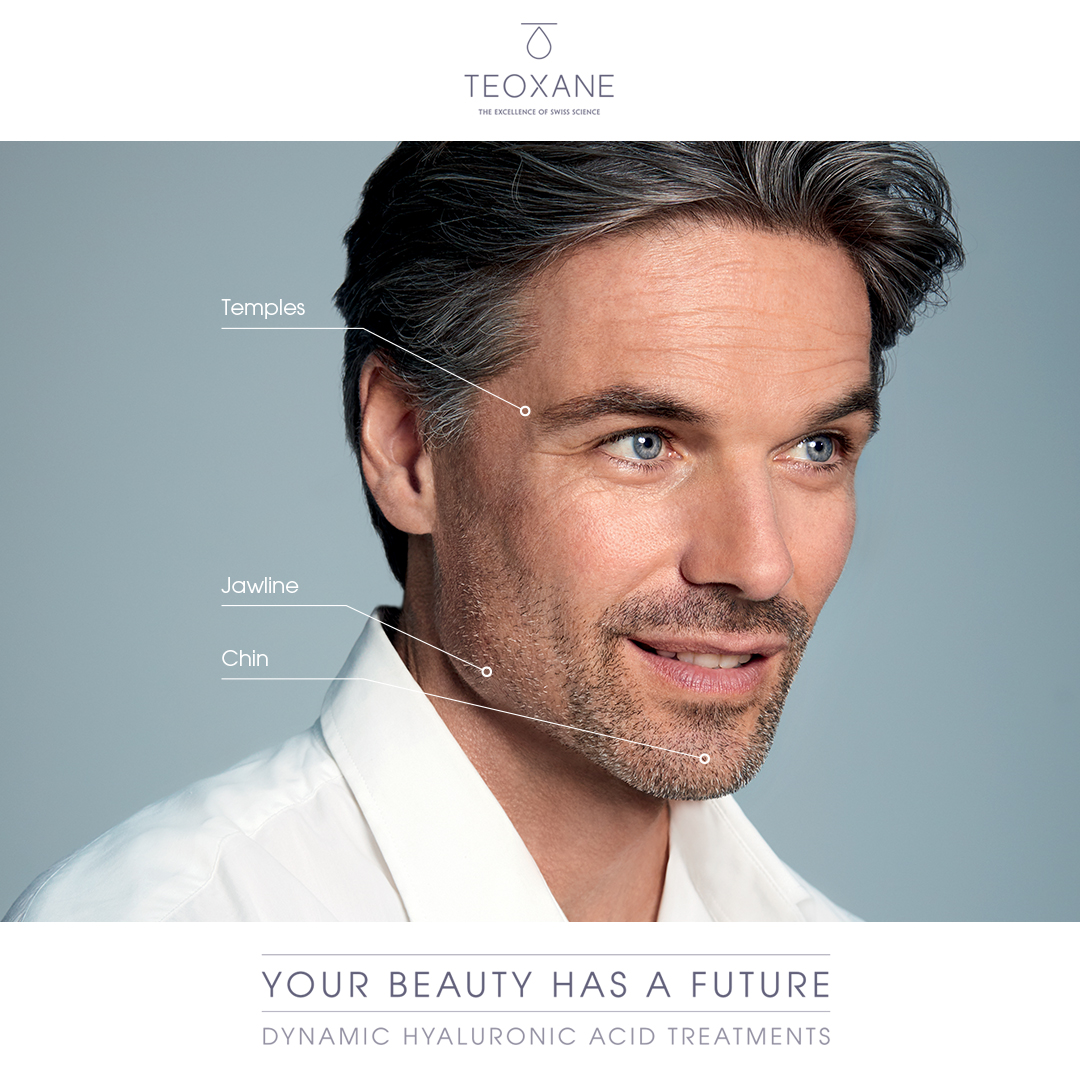 TEOXANE
THE EXCELLENCE OF SWISS SCIENCE
Temples
Jawline
Chin
YOUR BEAUTY HAS A FUTURE
DYNAMIC HYALURONIC ACID TREATMENTS